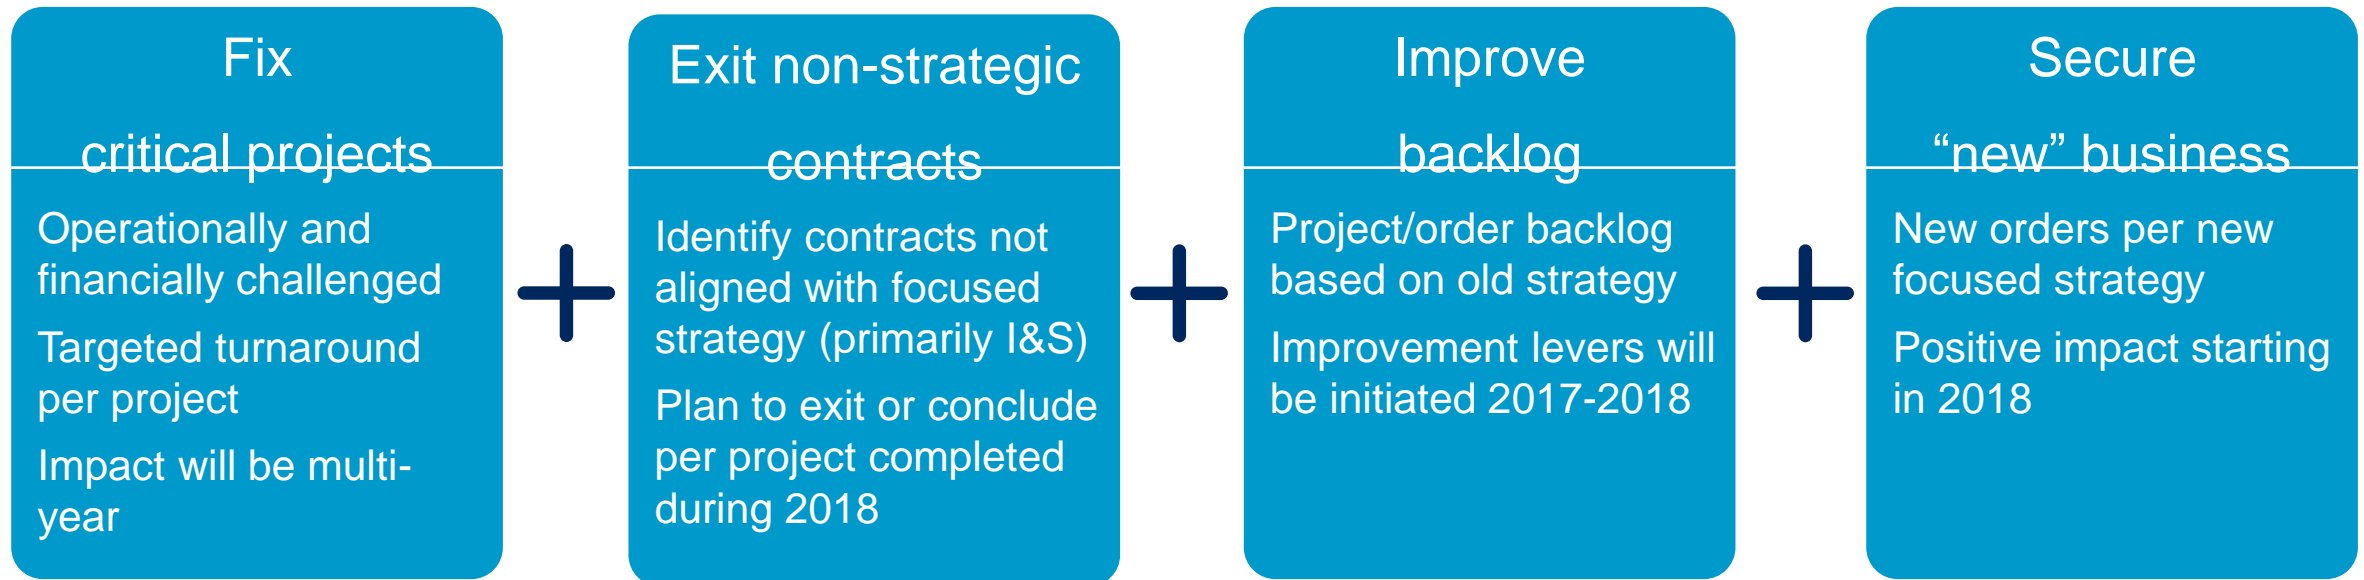 Fix
critical projects
Operationally and
financially challenged
Targeted turnaround
per project
Impact will be multi-
year
Exit non-strategic
contracts
Identify contracts not
aligned with focused
strategy (primarily I&S)
Plan to exit or conclude
per project completed
during 2018
Improve
backlog
Project/order backlog
based on old strategy
Improvement levers will
be initiated 2017-2018
Secure
“new” business
New orders per new
focused strategy
Positive impact starting
in 2018